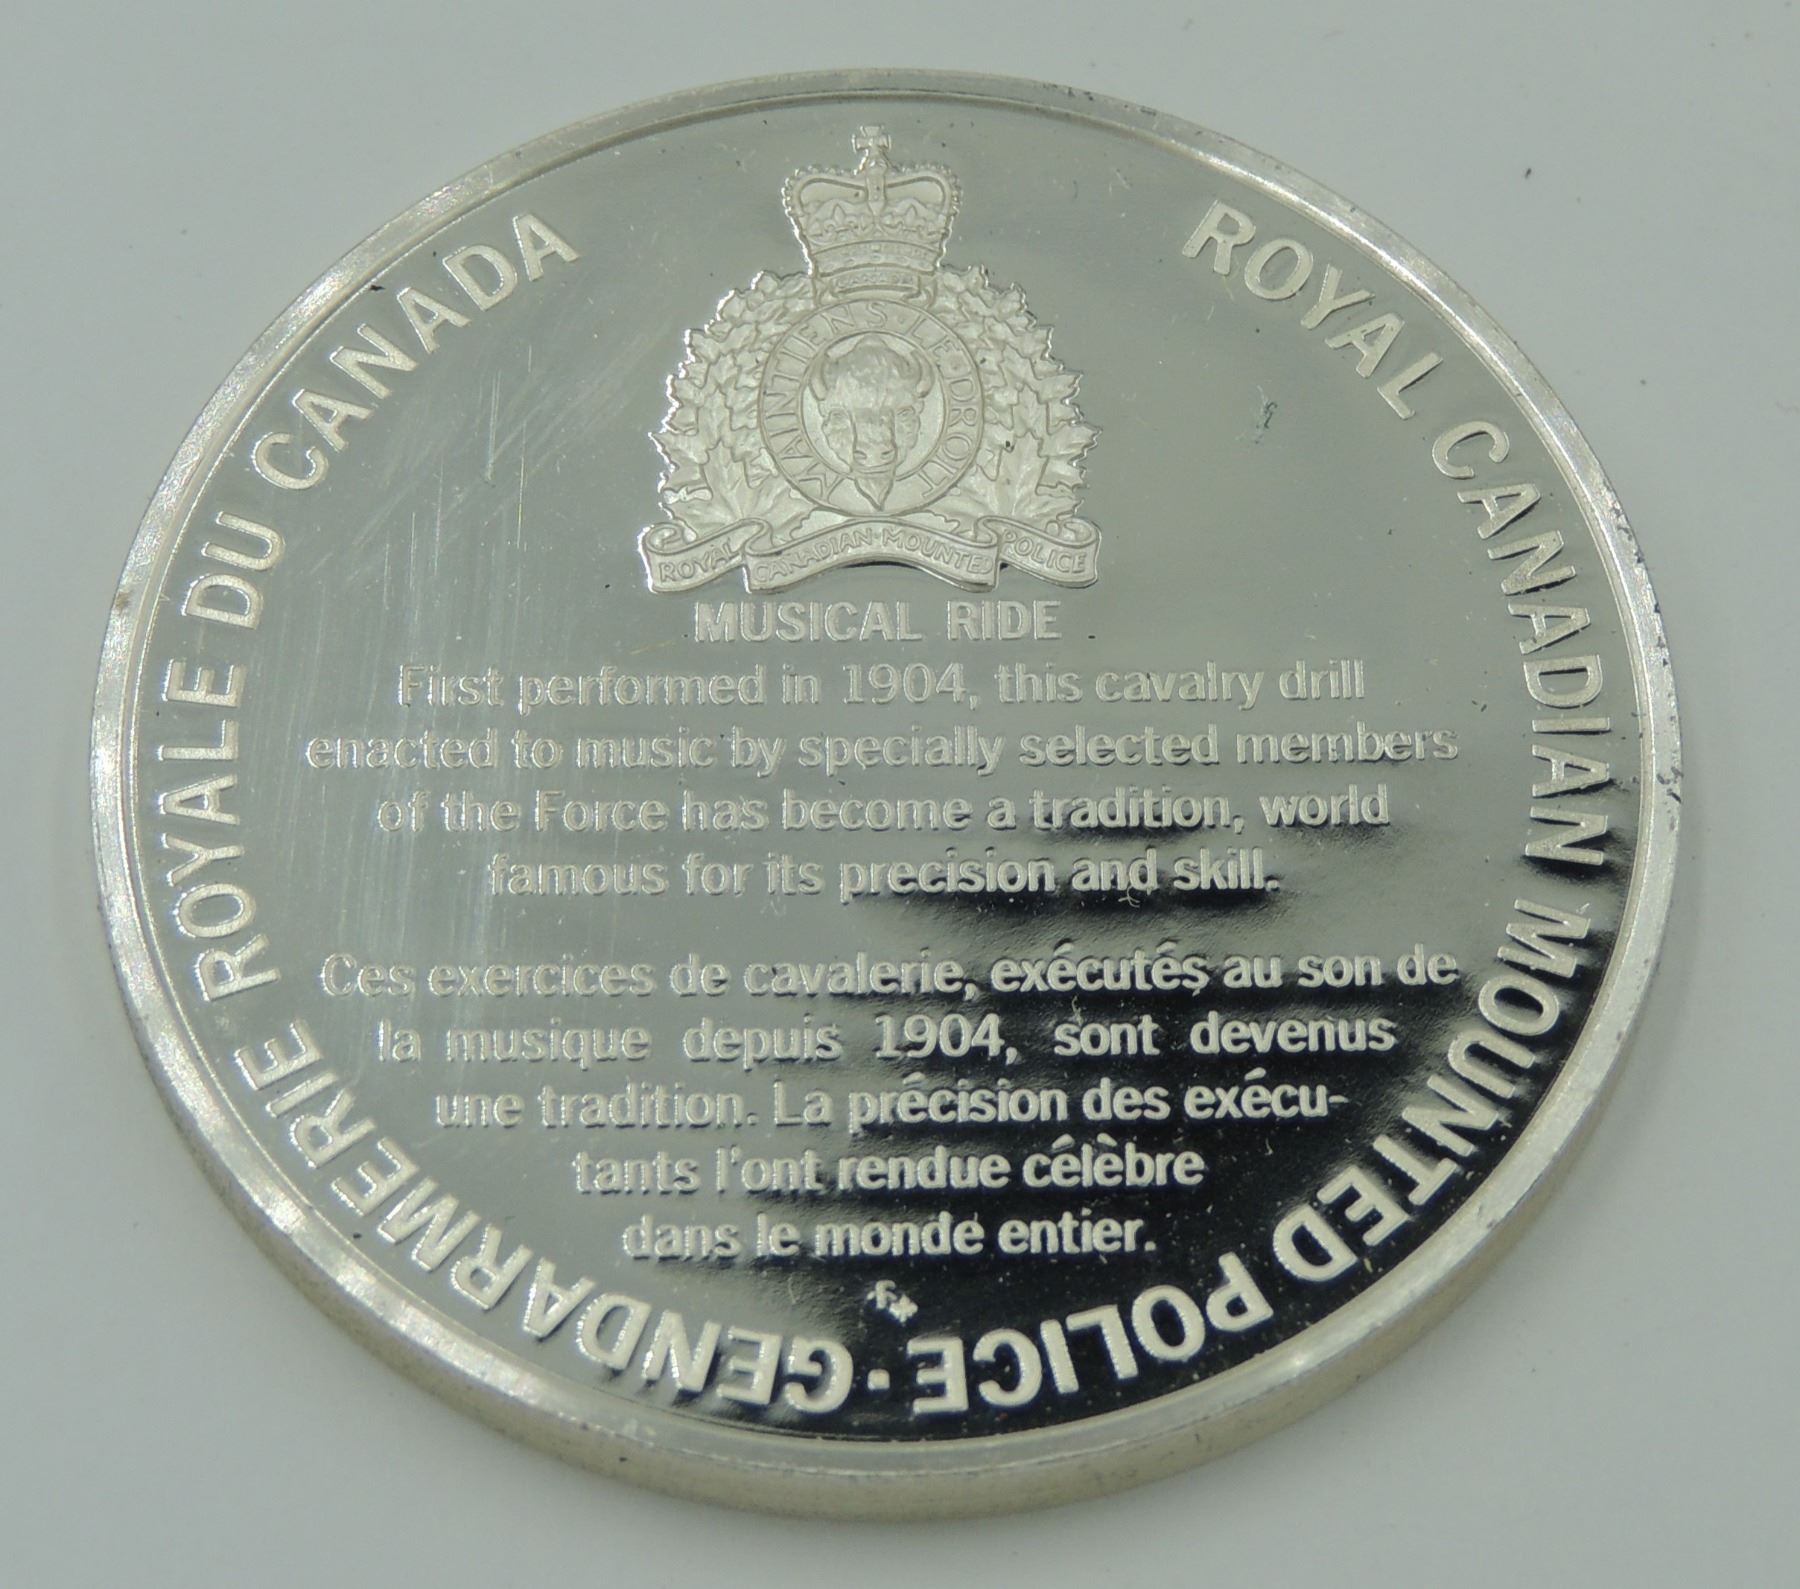 ROYAL CANADIAN MOUNTED POLICE · GENDARMERIE ROYALE DU CANADA
MAINTIENS LE DROIT
ROYAL CANADIAN MOUNTED POLICE
MUSICAL RIDE
First performed in 1904, this cavalry drill
enacted to music by specially selected members
of the Force has become a tradition, world
famous for its precision and skill.
Ces exercices de cavalerie, exécutés au son de
la musique depuis 1904, sont devenus
une tradition. La précision des exécu-
tants l'ont rendue célèbre
dans le monde entier.